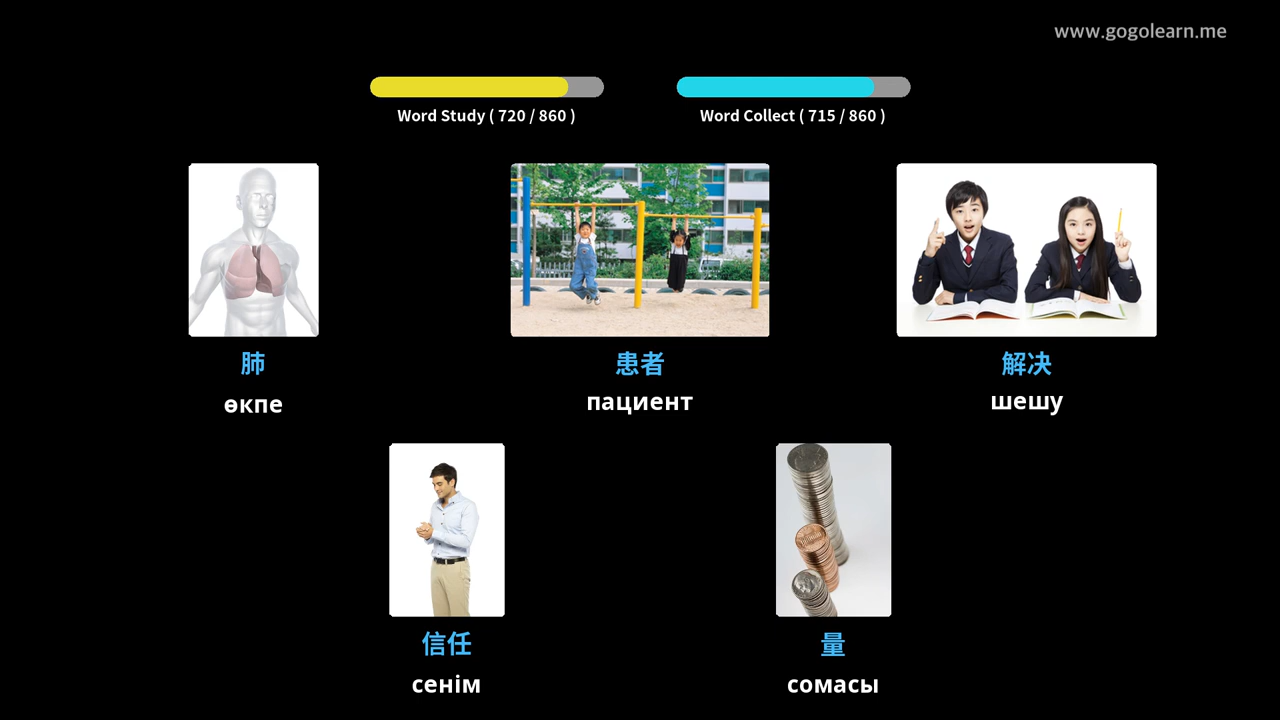 www.gogolearn.me
Word Study ( 720 / 860 )
Word Collect ( 715 / 860 )
肺
өкпе
患者
пациент
解决
шешу
信任
сенім
量
сомасы